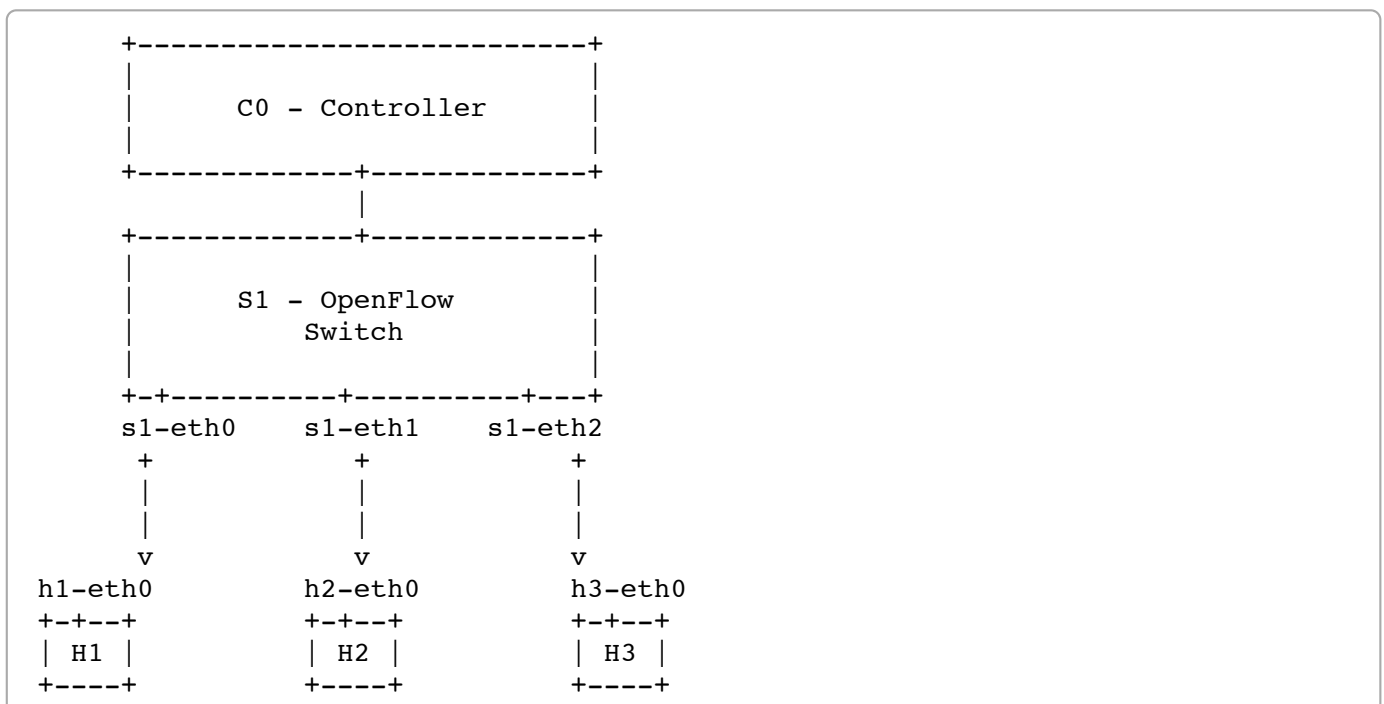 +---------------------------+
|                           |
|      C0 - Controller      |
|                           |
+-------------+-------------+
              |
+-------------+-------------+
|                           |
|      S1 - OpenFlow        |
|          Switch           |
|                           |
+-+----------+----------+---+
s1-eth0    s1-eth1    s1-eth2
 +            +            +
 |            |            |
 |            |            |
 v            v            v
h1-eth0         h2-eth0         h3-eth0
+-+--+          +-+--+          +-+--+
| H1 |          | H2 |          | H3 |
+----+          +----+          +----+